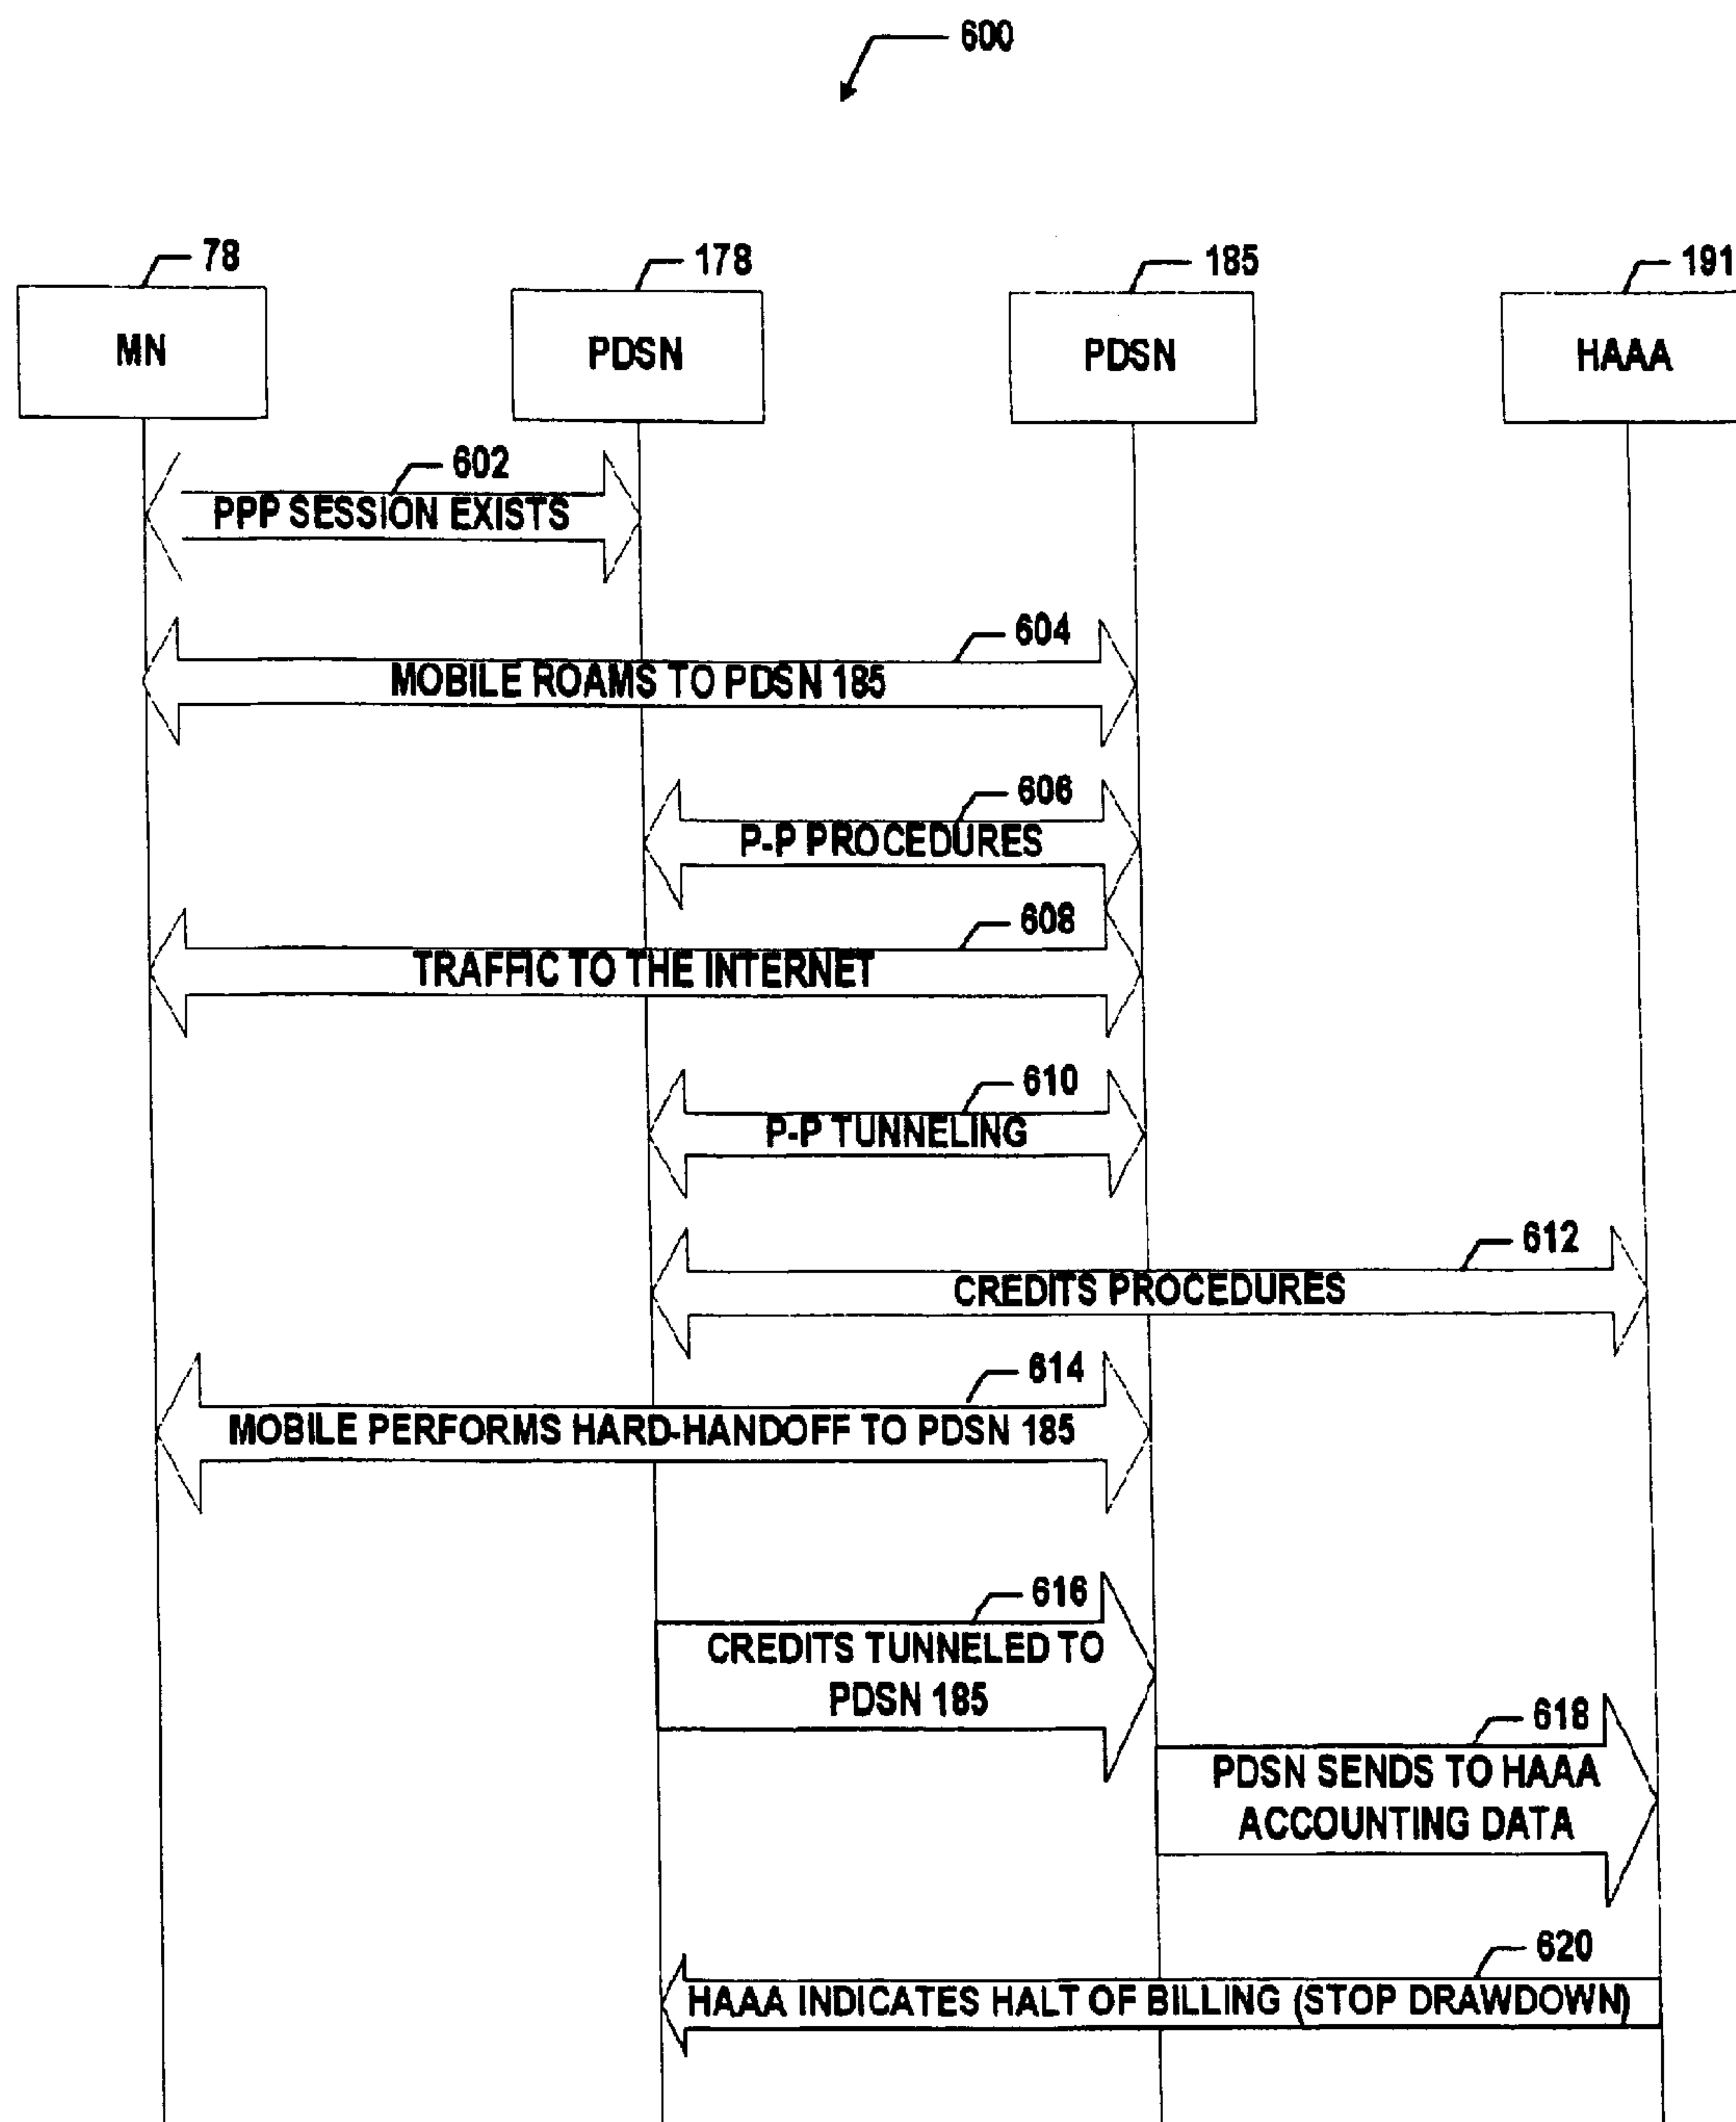 600
78
178
185
191
MN
PDSN
PDSN
HAAA
602
PPP SESSION EXISTS
604
MOBILE ROAMS TO PDSN 185
606
P-P PROCEDURES
608
TRAFFIC TO THE INTERNET
610
P-P TUNNELING
612
CREDITS PROCEDURES
614
MOBILE PERFORMS HARD-HANDOFF TO PDSN 185
616
CREDITS TUNNELED TO
PDSN 185
618
PDSN SENDS TO HAAA
ACCOUNTING DATA
620
HAAA INDICATES HALT OF BILLING (STOP DRAWDOWN)